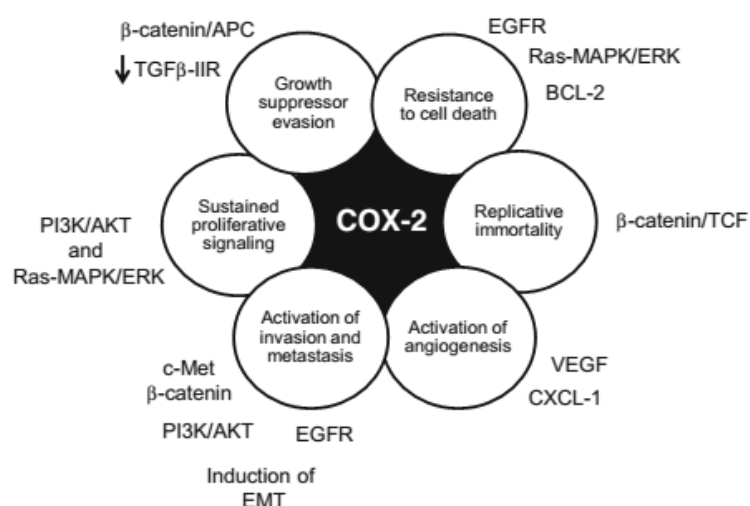 β-catenin/APC
↓ TGFβ-IIR
Growth
suppressor
evasion
EGFR
Ras-MAPK/ERK
BCL-2
Resistance
to cell death
PI3K/AKT
and
Ras-MAPK/ERK
Sustained
proliferative
signaling
COX-2
Replicative
immortality
β-catenin/TCF
Activation of
invasion and
metastasis
Activation of
angiogenesis
c-Met
β-catenin
PI3K/AKT
EGFR
Induction of
EMT
VEGF
CXCL-1